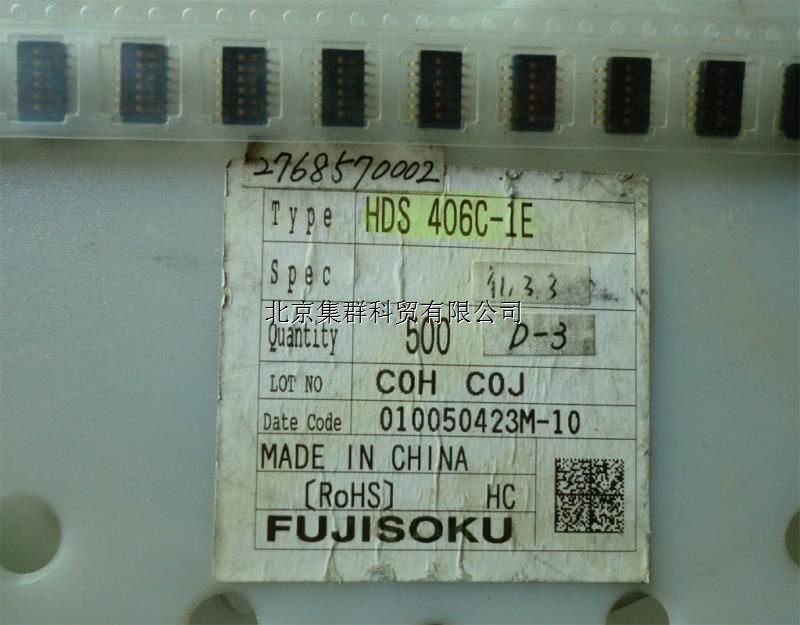 2768570002
Type HDS 406C-1E
Spec
北京集群科贸有限公司
Quantity 500 D-3
LOT NO COH COJ
Date Code 010050423M-10
MADE IN CHINA
[RoHS] HC
FUJISOKU